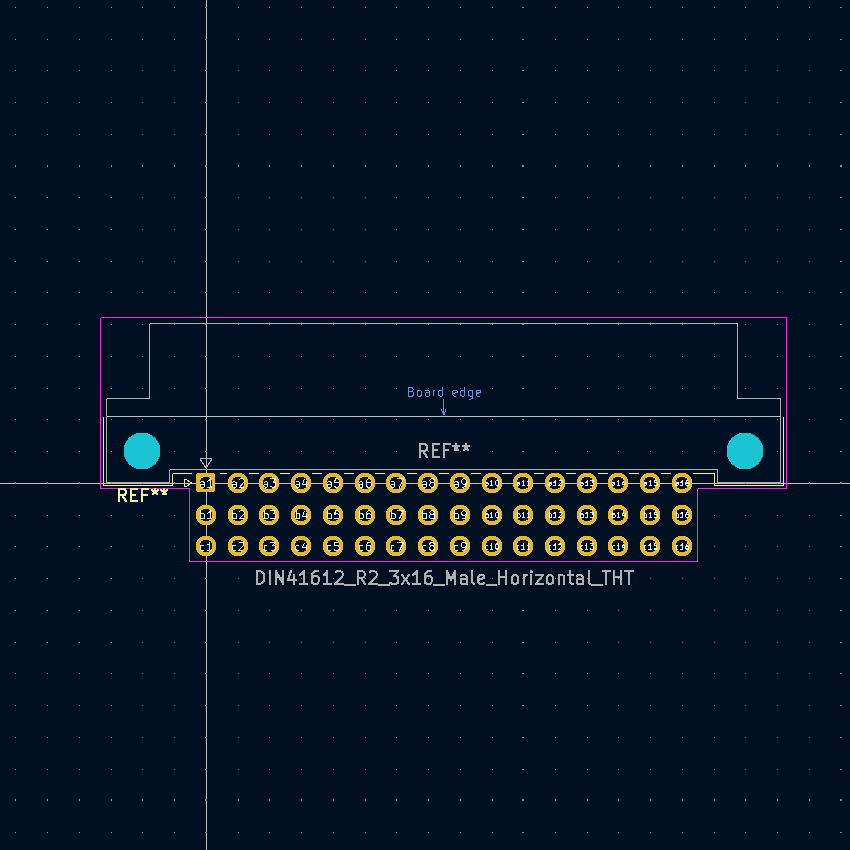 Board edge
REF**
a1 a2 a3 a4 a5 a6 a7 a8 a9 a10 a11 a12 a13 a14 a15 a16
REF**
b1 b2 b3 b4 b5 b6 b7 b8 b9 b10 b11 b12 b13 b14 b15 b16
c1 c2 c3 c4 c5 c6 c7 c8 c9 c10 c11 c12 c13 c14 c15 c16
DIN41612_R2_3x16_Male_Horizontal_THT